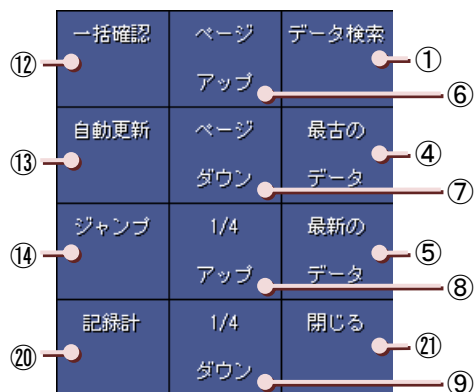 一括確認 ページ データ検索
⑫ アップ ①
⑥
自動更新 ページ 最古の
⑬ ダウン データ ④
⑦
ジャンプ 1/4 最新の
⑭ アップ データ ⑤
⑧
記録計 1/4 閉じる
⑳ ダウン ㉑
⑨